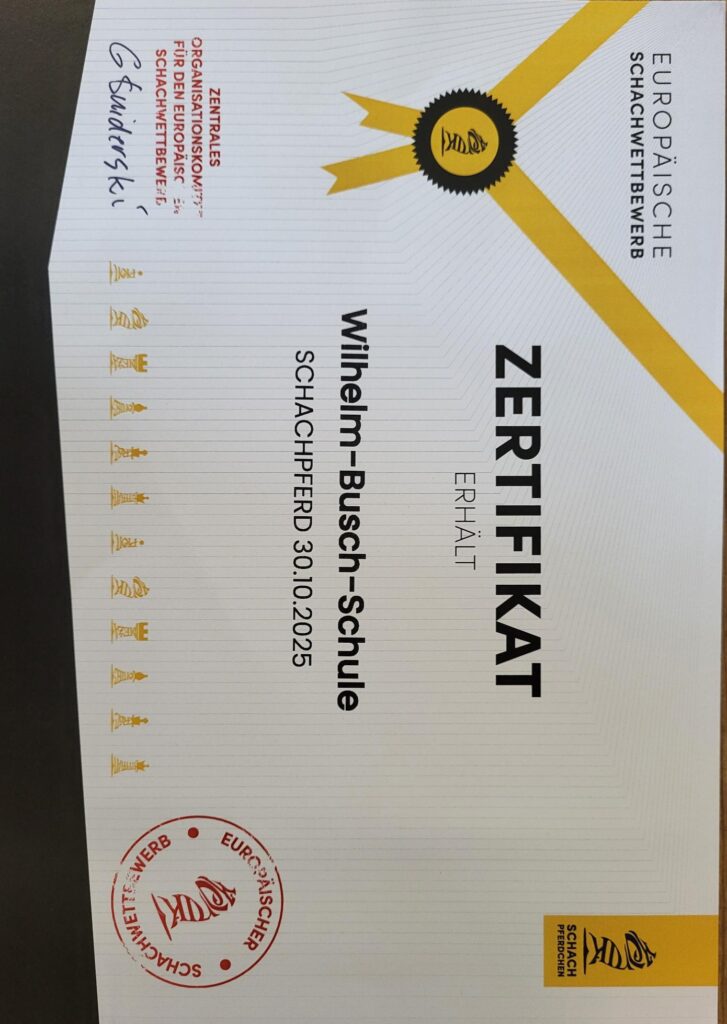 EUROPÄISCHE
SCHACHWETTBEWERB
SCHACH
PFERDCHEN
ZERTIFIKAT
ERHÄLT
Wilhelm-Busch-Schule
SCHACHPFERD 30.10.2025
ZENTRALES
ORGANISATIONSKOMITEE
FÜR DEN EUROPÄISCHEN
SCHACHWETTBEWERB
EUROPÄISCHER
SCHACHWETTBEWERB